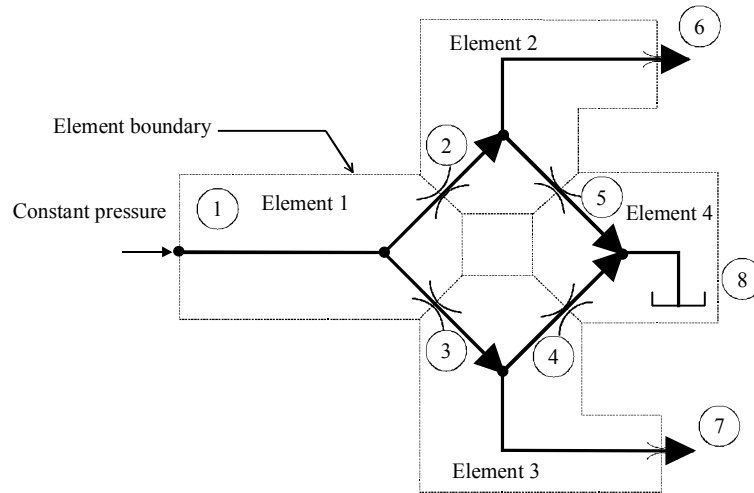 6
Element 2
Element boundary
2
5
1
Element 1
Element 4
Constant pressure
8
3
4
7
Element 3